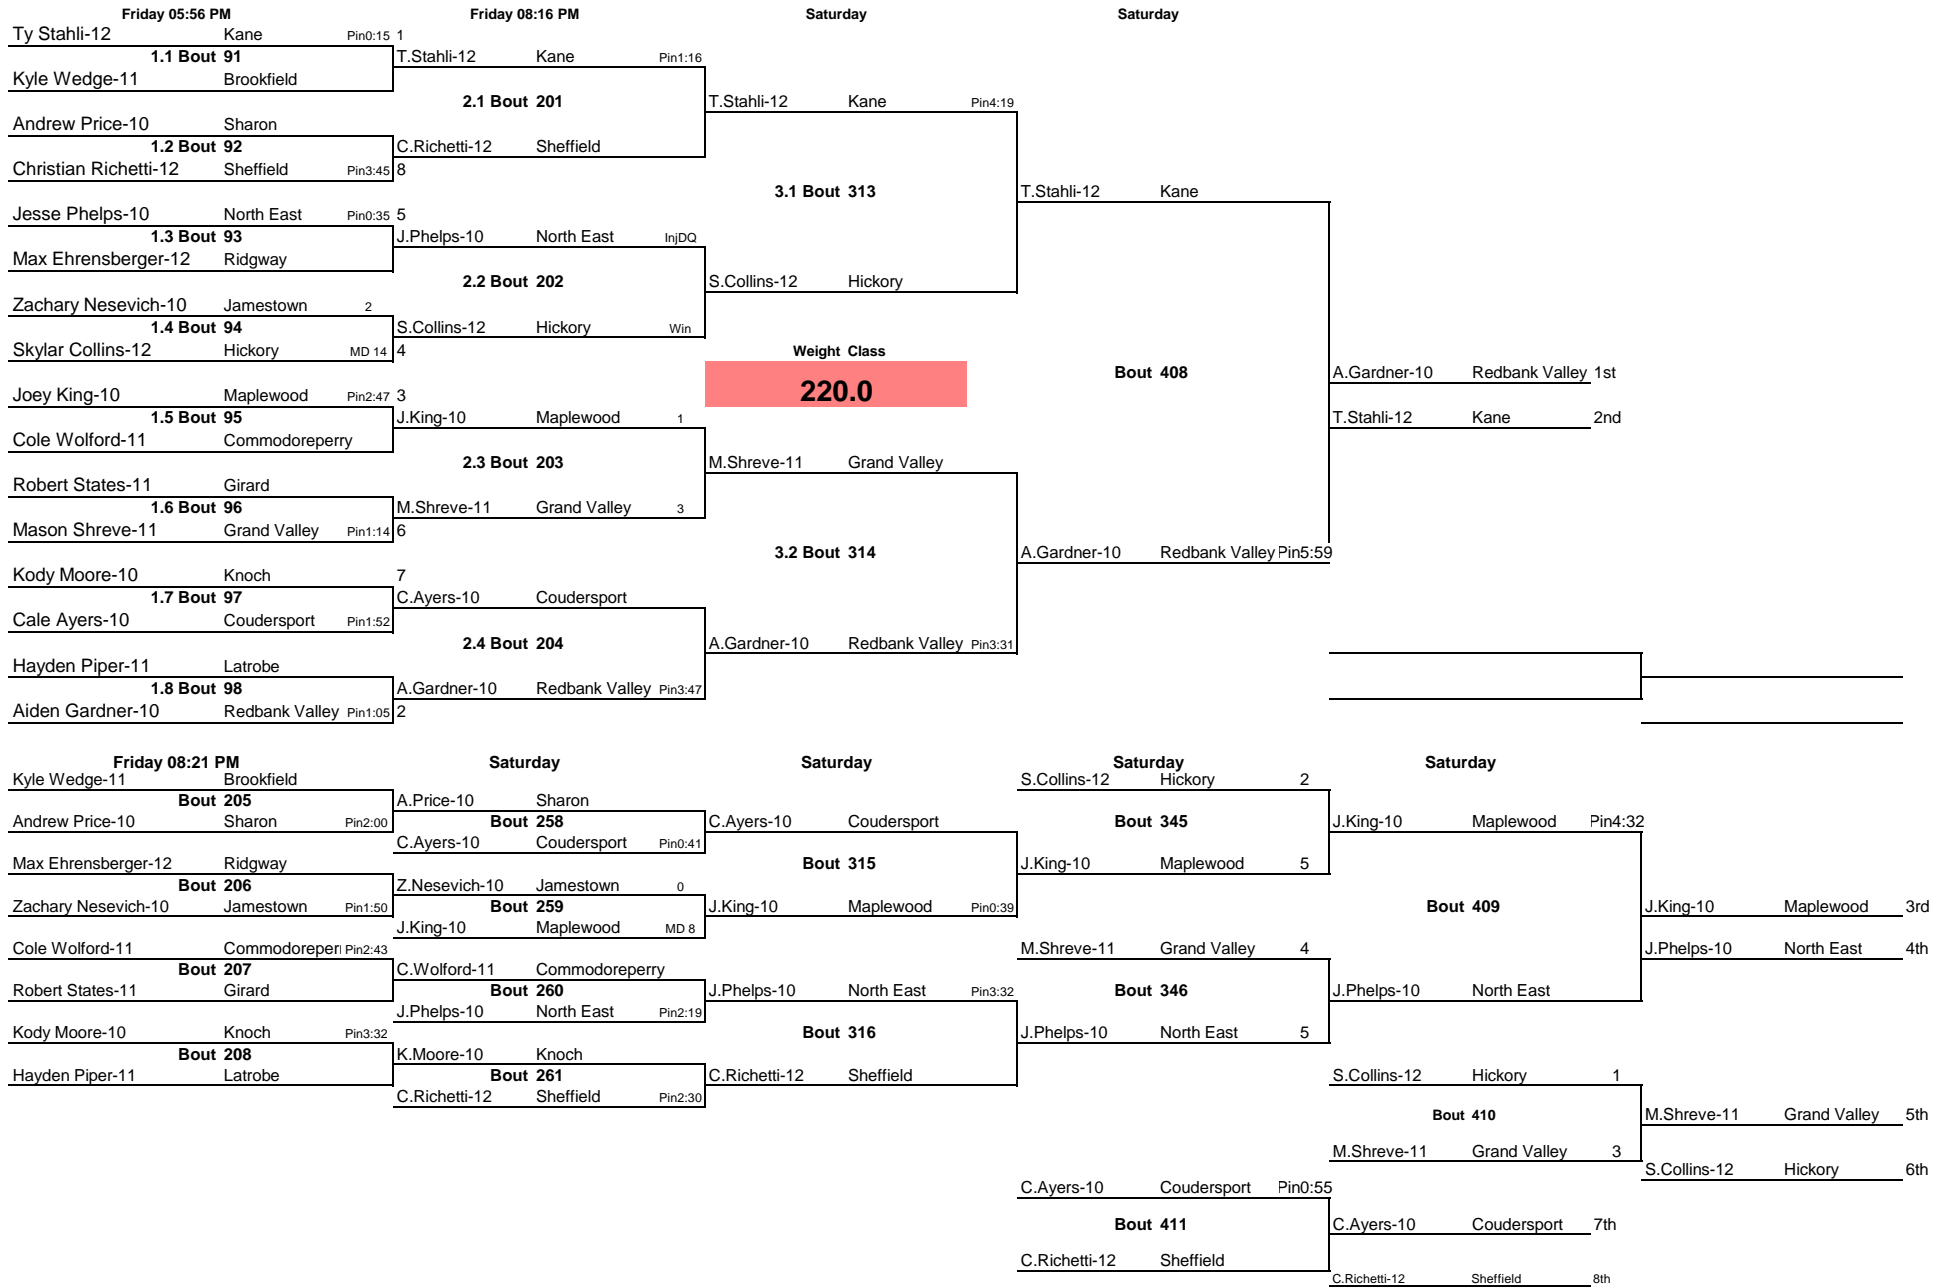 Friday 05:56 PM Friday 08:16 PM Saturday Saturday
Ty Stahli-12 Kane Pin0:15 1
1.1 Bout 91 T.Stahli-12 Kane Pin1:16
Kyle Wedge-11 Brookfield
2.1 Bout 201 T.Stahli-12 Kane Pin4:19
Andrew Price-10 Sharon
1.2 Bout 92 C.Richetti-12 Sheffield
Christian Richetti-12 Sheffield Pin3:45 8
3.1 Bout 313 T.Stahli-12 Kane
Jesse Phelps-10 North East Pin0:35 5
1.3 Bout 93 J.Phelps-10 North East InjDQ
Max Ehrensberger-12 Ridgway
2.2 Bout 202 S.Collins-12 Hickory
Zachary Nesevich-10 Jamestown 2
1.4 Bout 94 S.Collins-12 Hickory Win
Skylar Collins-12 Hickory MD 14 4
Weight Class
Bout 408 A.Gardner-10 Redbank Valley 1st
220.0
Joey King-10 Maplewood Pin2:47 3
1.5 Bout 95 J.King-10 Maplewood 1 T.Stahli-12 Kane 2nd
Cole Wolford-11 Commodoreperry
2.3 Bout 203 M.Shreve-11 Grand Valley
Robert States-11 Girard
1.6 Bout 96 M.Shreve-11 Grand Valley 3
Mason Shreve-11 Grand Valley Pin1:14 6
3.2 Bout 314 A.Gardner-10 Redbank Valley Pin5:59
Kody Moore-10 Knoch 7
1.7 Bout 97 C.Ayers-10 Coudersport
Cale Ayers-10 Coudersport Pin1:52
2.4 Bout 204 A.Gardner-10 Redbank Valley Pin3:31
Hayden Piper-11 Latrobe
1.8 Bout 98 A.Gardner-10 Redbank Valley Pin3:47
Aiden Gardner-10 Redbank Valley Pin1:05 2
Friday 08:21 PM Saturday Saturday Saturday Saturday
Kyle Wedge-11 Brookfield S.Collins-12 Hickory 2
Bout 205 A.Price-10 Sharon
Andrew Price-10 Sharon Pin2:00 Bout 258 C.Ayers-10 Coudersport Bout 345 J.King-10 Maplewood Pin4:32
C.Ayers-10 Coudersport Pin0:41
Max Ehrensberger-12 Ridgway Bout 315 J.King-10 Maplewood 5
Bout 206 Z.Nesevich-10 Jamestown 0
Zachary Nesevich-10 Jamestown Pin1:50 Bout 259 J.King-10 Maplewood Pin0:39 Bout 409 J.King-10 Maplewood 3rd
J.King-10 Maplewood MD 8
Cole Wolford-11 Commodoreper Pin2:43 M.Shreve-11 Grand Valley 4 J.Phelps-10 North East 4th
Bout 207 C.Wolford-11 Commodoreperry
Robert States-11 Girard Bout 260 J.Phelps-10 North East Pin3:32 Bout 346 J.Phelps-10 North East
J.Phelps-10 North East Pin2:19
Kody Moore-10 Knoch Pin3:32 Bout 316 J.Phelps-10 North East 5
Bout 208 K.Moore-10 Knoch
Hayden Piper-11 Latrobe Bout 261 C.Richetti-12 Sheffield S.Collins-12 Hickory 1
C.Richetti-12 Sheffield Pin2:30
Bout 410 M.Shreve-11 Grand Valley 5th
M.Shreve-11 Grand Valley 3
S.Collins-12 Hickory 6th
C.Ayers-10 Coudersport Pin0:55
Bout 411 C.Ayers-10 Coudersport 7th
C.Richetti-12 Sheffield
C.Richetti-12 Sheffield 8th